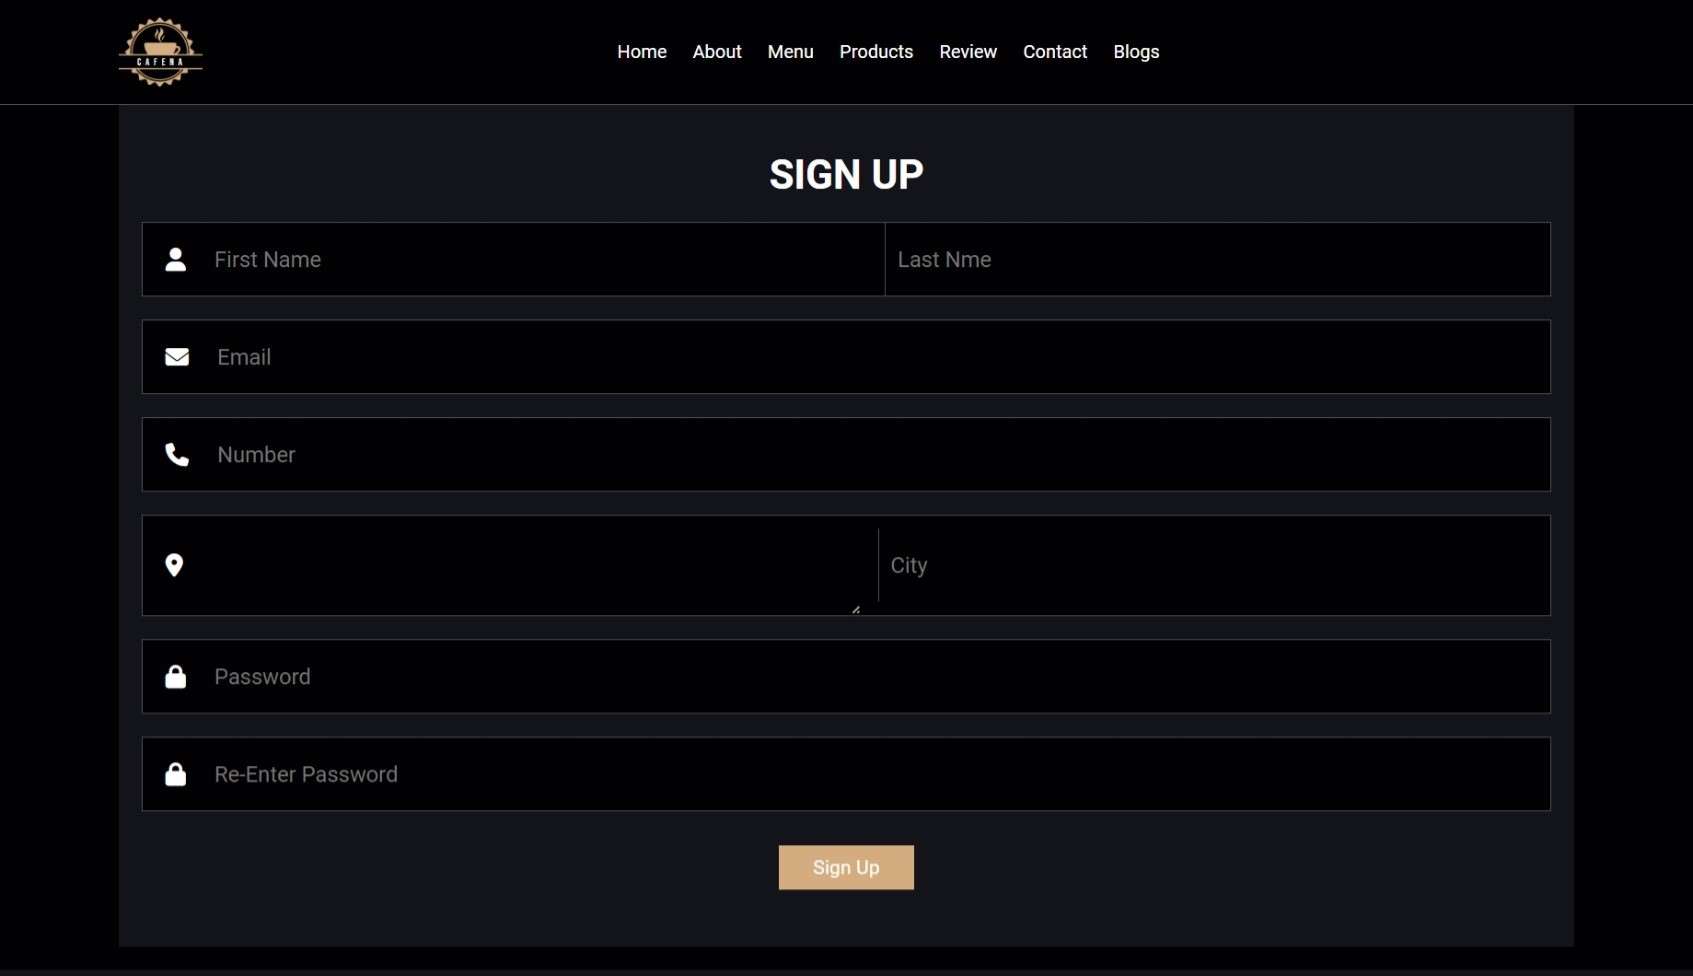 CAFENA
Home About Menu Products Review Contact Blogs
SIGN UP
First Name Last Nme
Email
Number
City
Password
Re-Enter Password
Sign Up